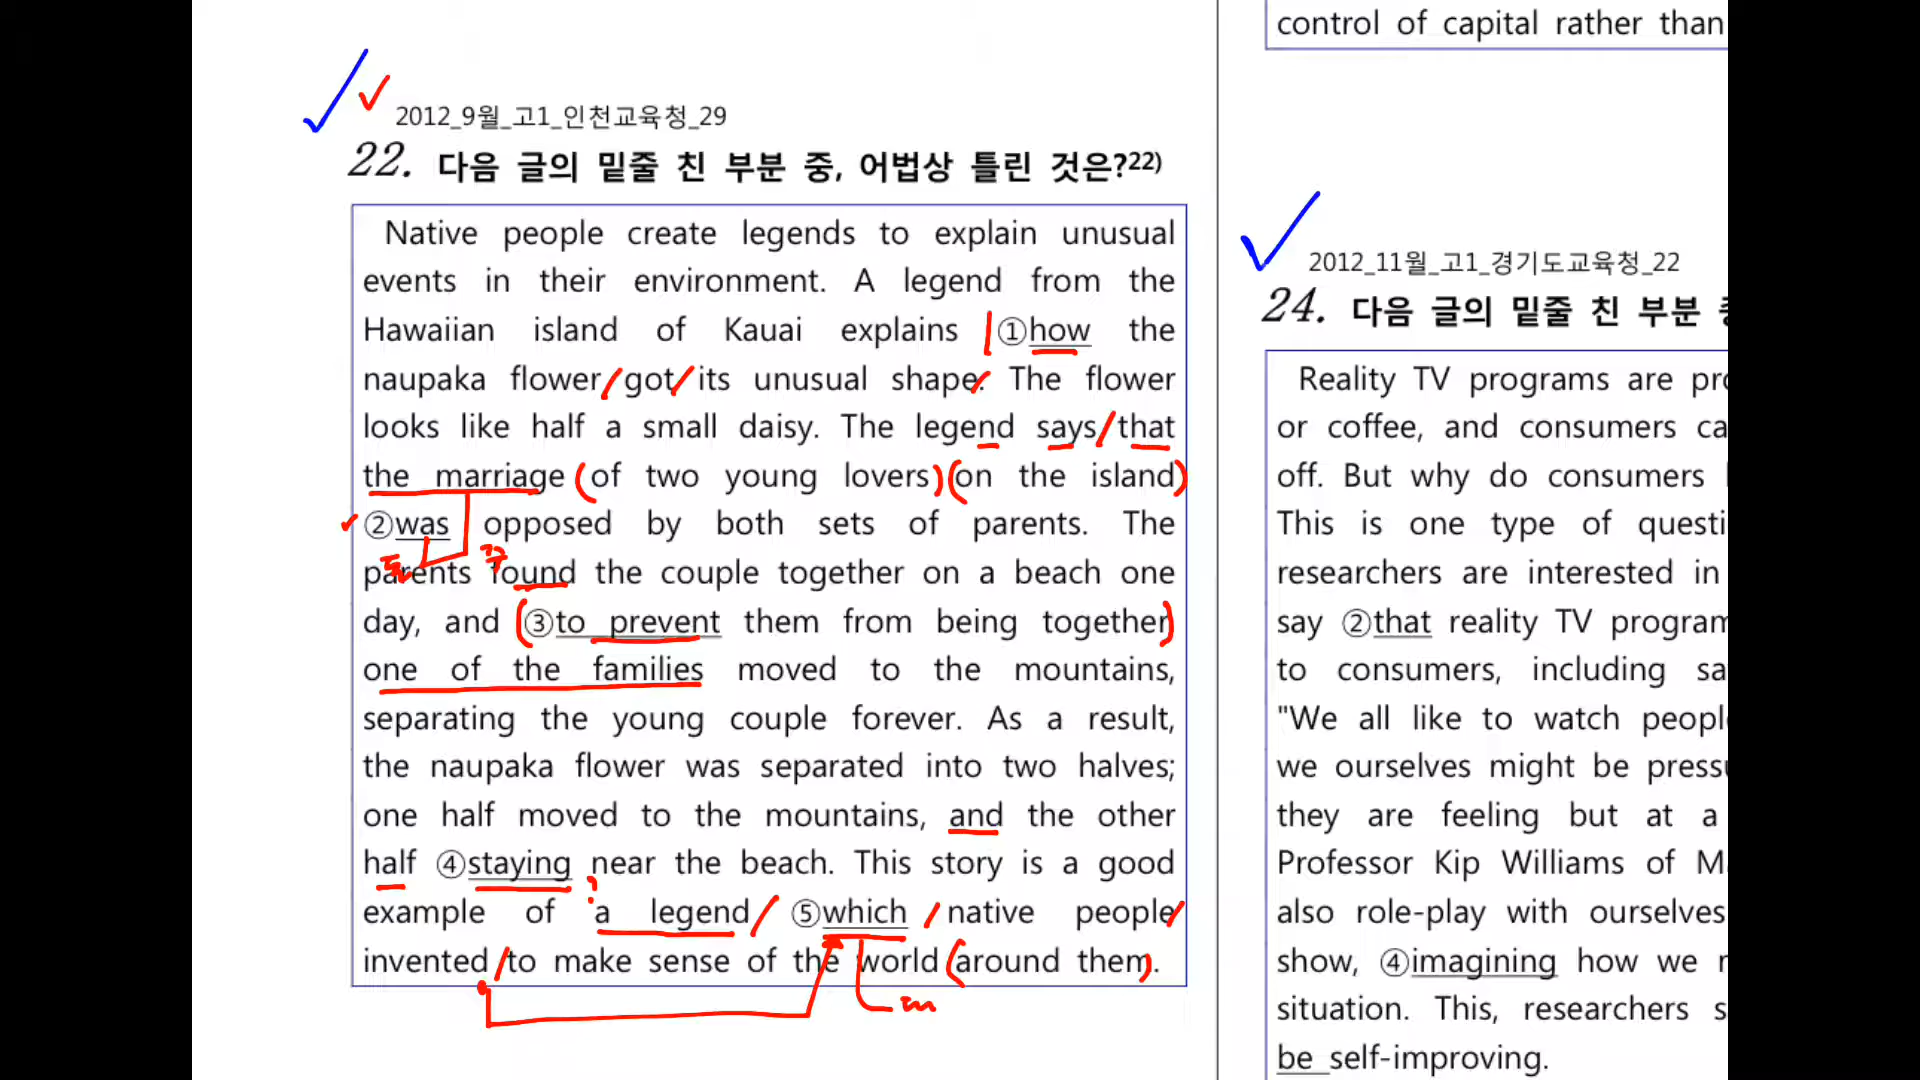 2012_9월_고1_인천교육청_29
22. 다음 글의 밑줄 친 부분 중, 어법상 틀린 것은?22)
Native people create legends to explain unusual
events in their environment. A legend from the
Hawaiian island of Kauai explains ①how the
naupaka flower got its unusual shape. The flower
looks like half a small daisy. The legend says that
the marriage of two young lovers on the island
②was opposed by both sets of parents. The
parents found the couple together on a beach one
day, and ③to prevent them from being together
one of the families moved to the mountains,
separating the young couple forever. As a result,
the naupaka flower was separated into two halves;
one half moved to the mountains, and the other
half ④staying near the beach. This story is a good
example of a legend ⑤which native people
invented to make sense of the world around them.
control of capital rather than
2012_11월_고1_경기도교육청_22
24. 다음 글의 밑줄 친 부분
Reality TV programs are
or coffee, and consumers
off. But why do consumers
This is one type of
researchers are interested in
say ②that reality TV
to consumers, including
"We all like to watch
we ourselves might be
they are feeling but at a
Professor Kip Williams of
also role-play with ourselves
show, ④imagining how we
situation. This, researchers
be self-improving.